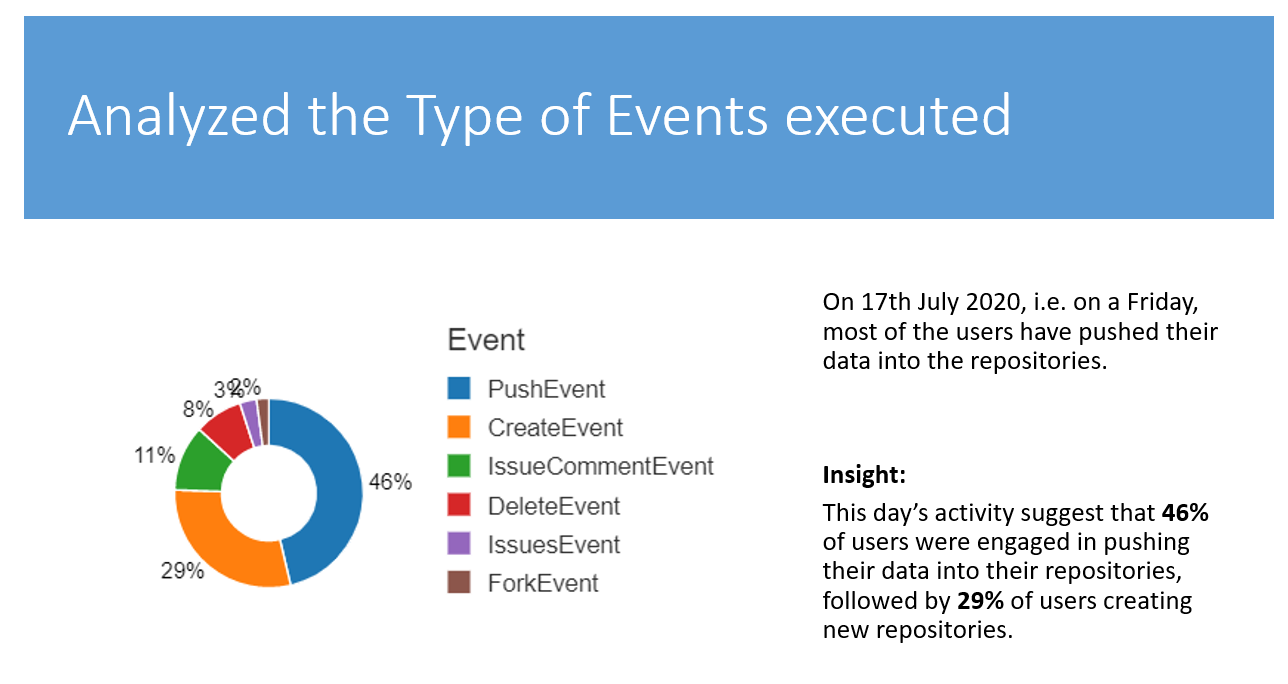 Analyzed the Type of Events executed
On 17th July 2020, i.e. on a Friday,
most of the users have pushed their
data into the repositories.
Insight:
This day’s activity suggest that 46%
of users were engaged in pushing
their data into their repositories,
followed by 29% of users creating
new repositories.
Event
PushEvent
CreateEvent
IssueCommentEvent
DeleteEvent
IssuesEvent
ForkEvent
46%
29%
11%
8%
3%
2%